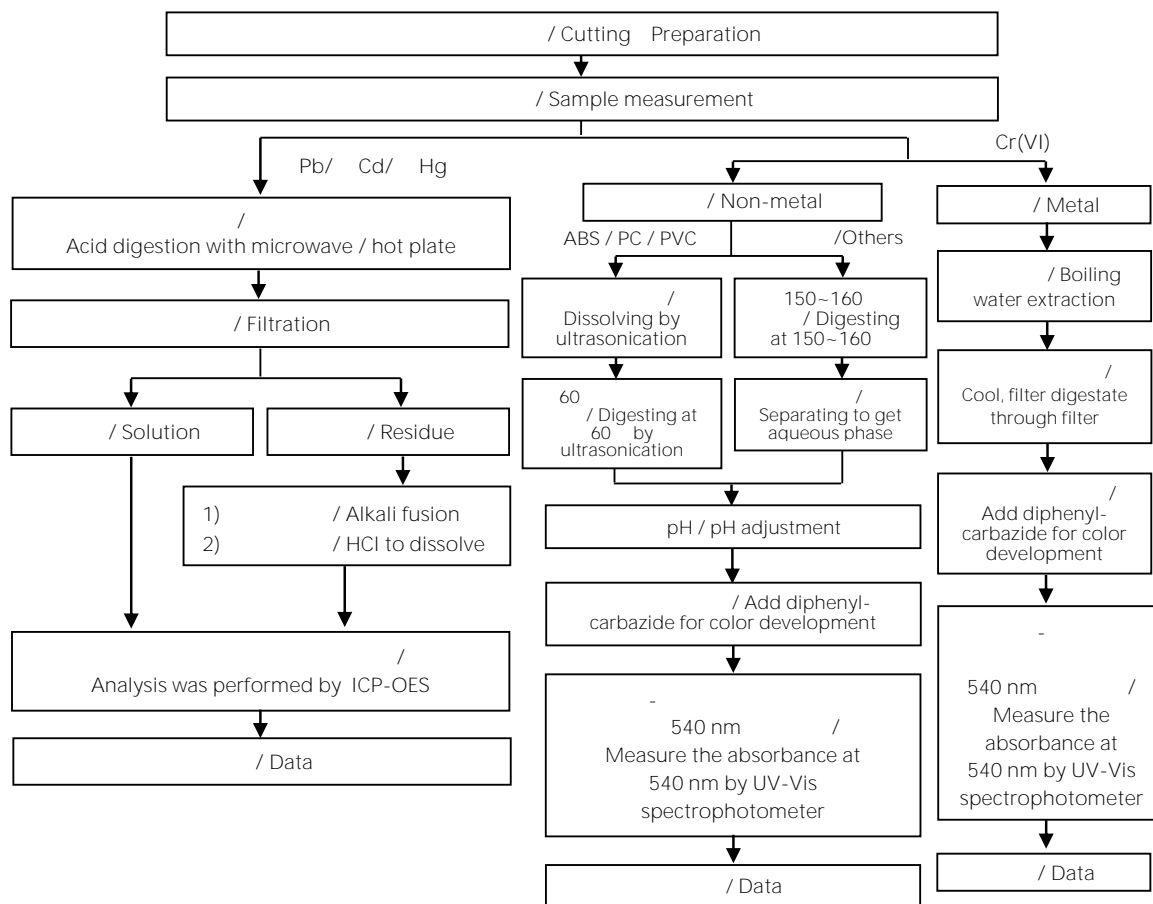 / Cutting Preparation
/ Sample measurement
Pb/ Cd/ Hg
Cr(VI)
/
Acid digestion with microwave / hot plate
/ Filtration
/ Solution
/ Residue
1) / Alkali fusion
2) / HCl to dissolve
/
Analysis was performed by ICP-OES
/ Data
/ Non-metal
ABS / PC / PVC
/Others
/
Dissolving by
ultrasonication
60
/ Digesting at
60 by
ultrasonication
150~160
/ Digesting
at 150~160
/
Separating to get
aqueous phase
pH / pH adjustment
/ Add diphenyl-
carbazide for color development
-
540 nm /
Measure the absorbance at
540 nm by UV-Vis
spectrophotometer
/ Data
/ Metal
/ Boiling
water extraction
/
Cool, filter digestate
through filter
/
Add diphenyl-
carbazide for color
development
-
540 nm /
Measure the
absorbance at
540 nm by UV-Vis
spectrophotometer
/ Data